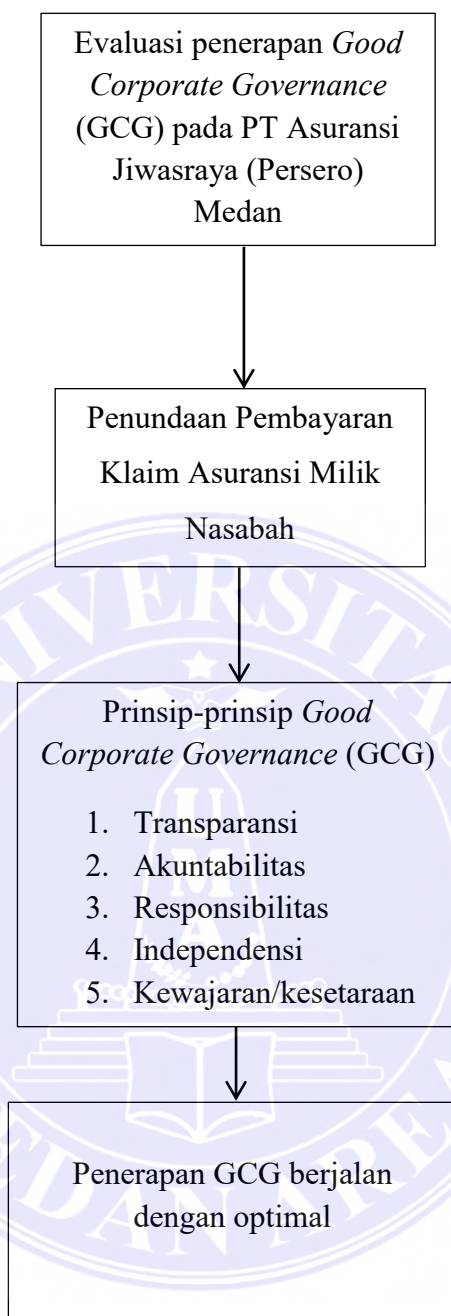 Evaluasi penerapan Good
Corporate Governance
(GCG) pada PT Asuransi
Jiwasraya (Persero)
Medan
Penundaan Pembayaran
Klaim Asuransi Milik
Nasabah
Prinsip-prinsip Good
Corporate Governance (GCG)
1. Transparansi
2. Akuntabilitas
3. Responsibilitas
4. Independensi
5. Kewajaran/kesetaraan
Penerapan GCG berjalan
dengan optimal